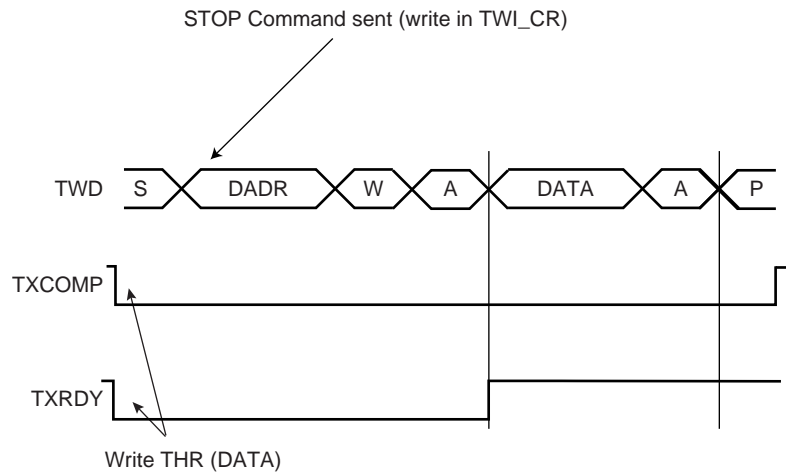 STOP Command sent (write in TWI_CR)
TWD S DADR W A DATA A P
TXCOMP
TXRDY
Write THR (DATA)